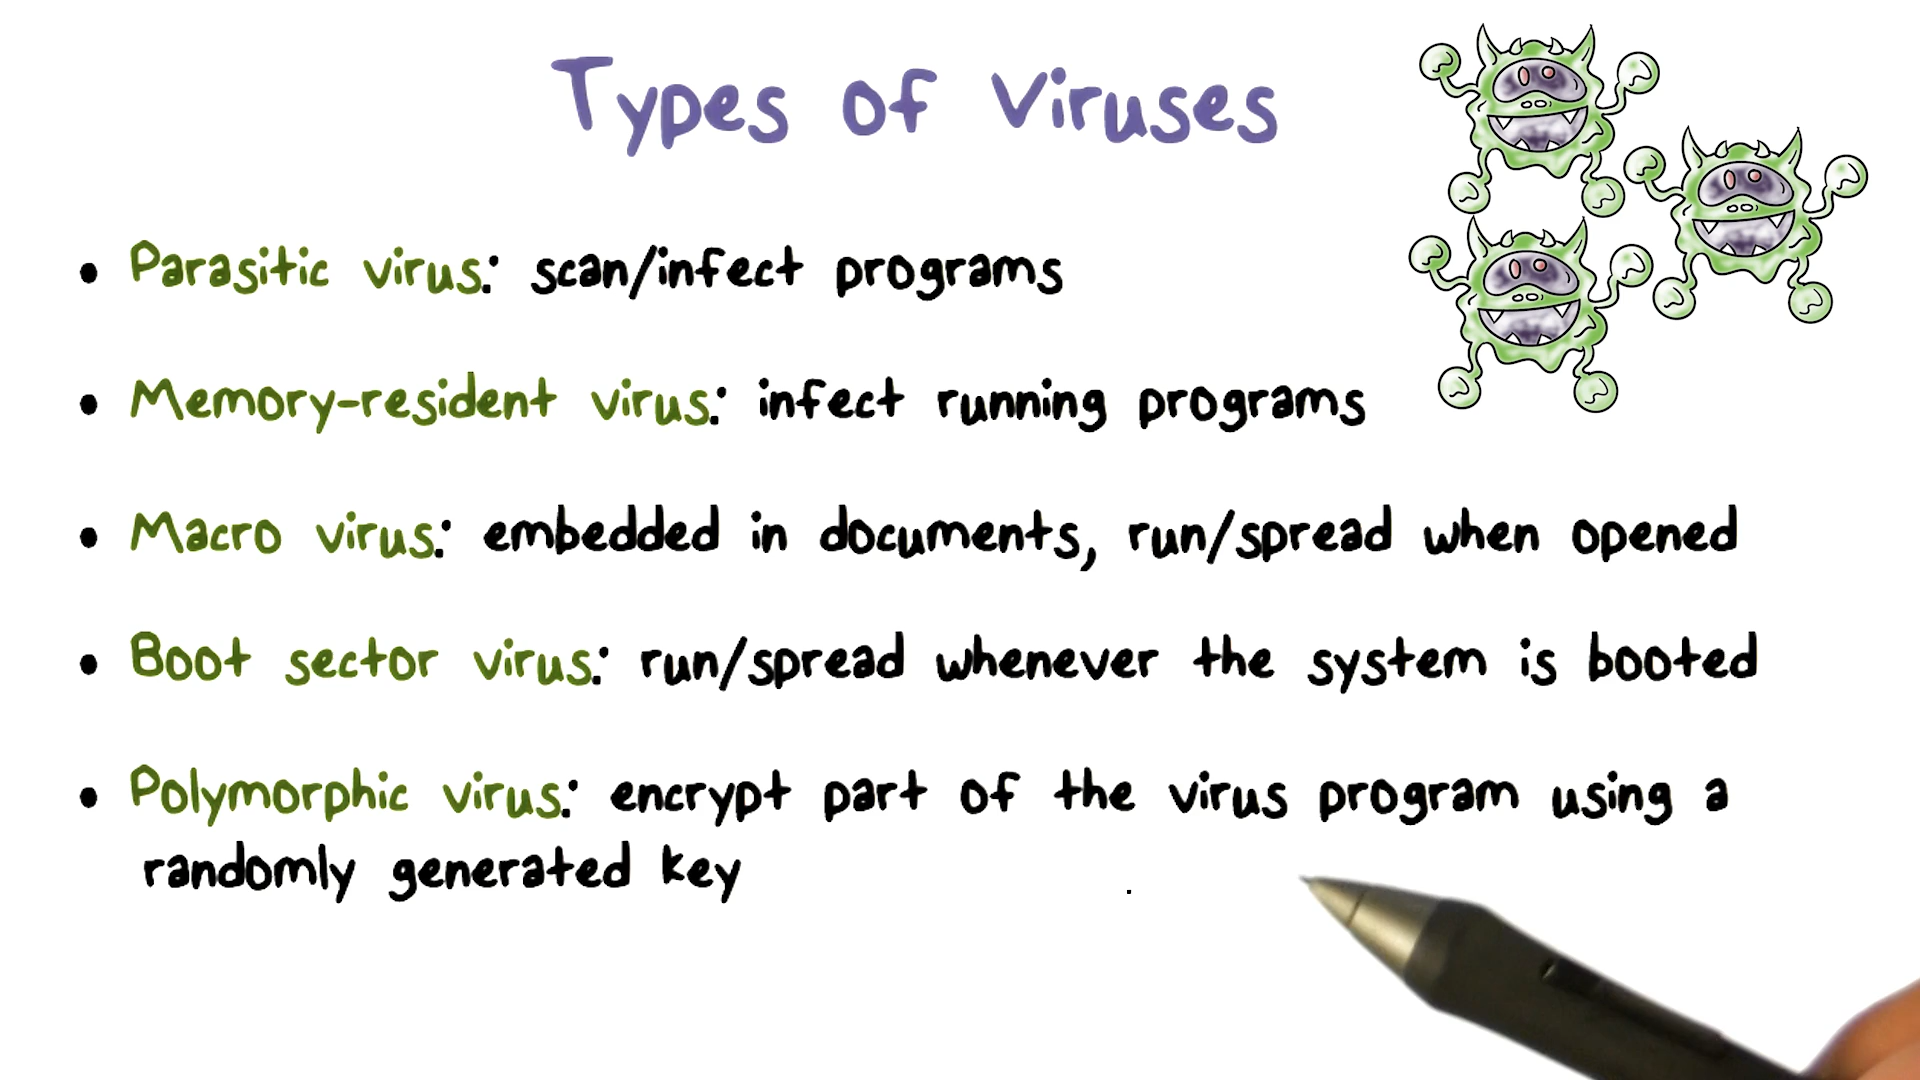 Types of Viruses
• Parasitic virus: scan/infect programs
• Memory-resident virus: infect running programs
• Macro virus: embedded in documents, run/spread when opened
• Boot sector virus: run/spread whenever the system is booted
• Polymorphic virus: encrypt part of the virus program using a
randomly generated key